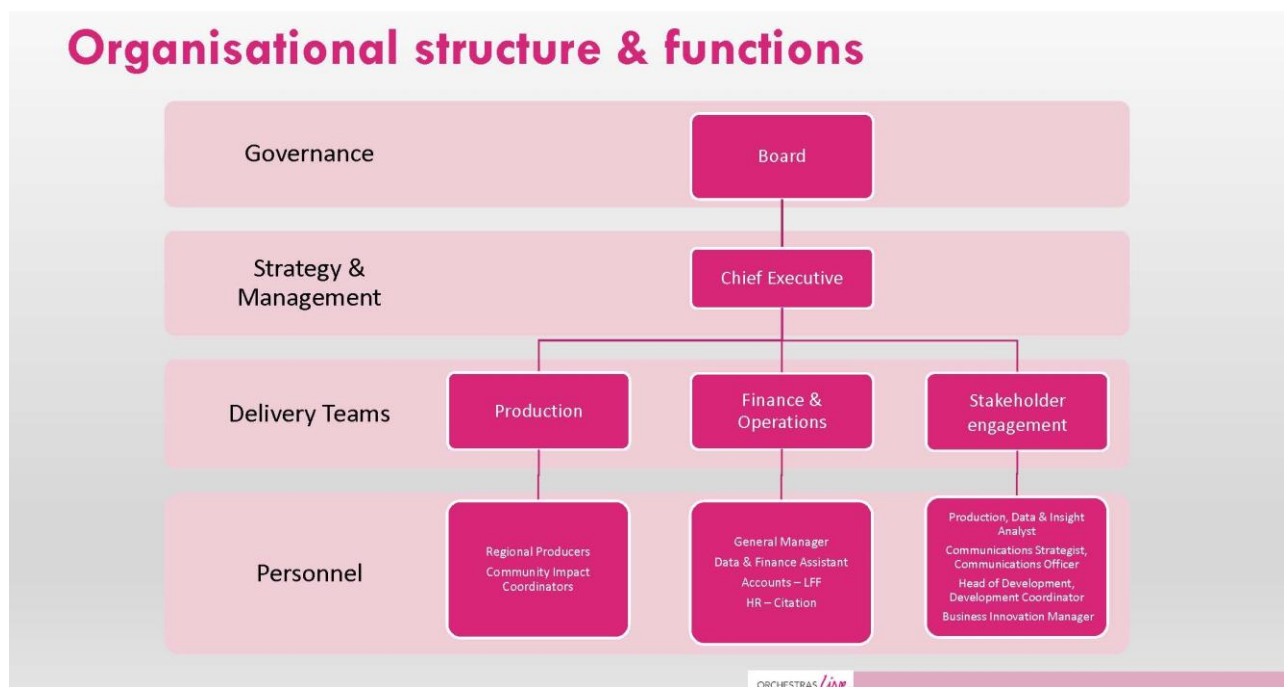 Organisational structure & functions
Governance
Board
Strategy &
Management
Chief Executive
Delivery Teams
Production
Finance &
Operations
Stakeholder
engagement
Personnel
Regional Producers
Community Impact
Coordinators
General Manager
Data & Finance Assistant
Accounts – LFF
HR – Citation
Production, Data & Insight
Analyst
Communications Strategist,
Communications Officer
Head of Development,
Development Coordinator
Business Innovation Manager
ORCHESTRAS Live